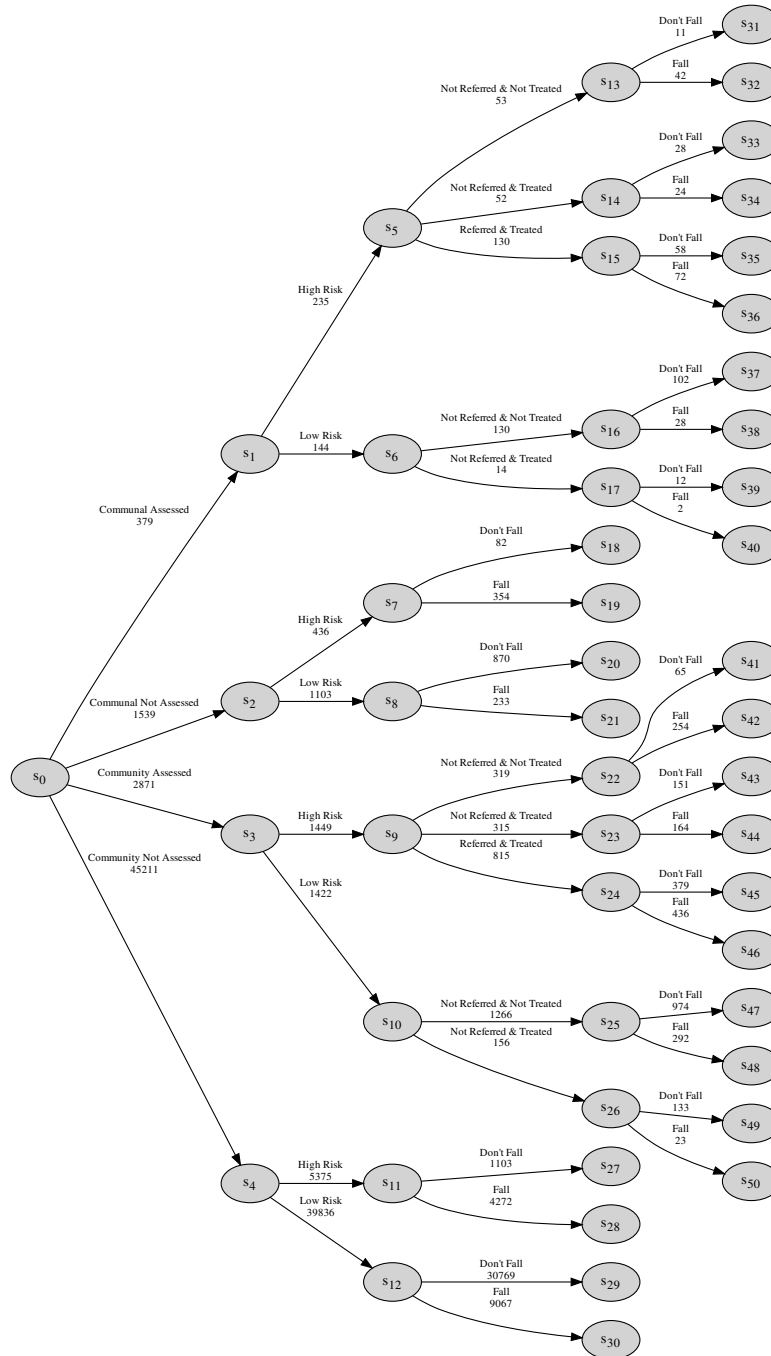 Don't Fall
11
s31
Fall
42
s32
Not Referred & Not Treated
53
s13
Don't Fall
28
s33
Fall
24
s34
Not Referred & Treated
52
s14
s5
Referred & Treated
130
s15
Don't Fall
58
s35
Fall
72
s36
High Risk
235
Don't Fall
102
s37
Not Referred & Not Treated
130
s16
Fall
28
s38
s1
Low Risk
144
s6
Not Referred & Treated
14
s17
Don't Fall
12
s39
Fall
2
s40
Communal Assessed
379
Don't Fall
82
s18
High Risk
436
s7
Fall
354
s19
Don't Fall
870
s20
Communal Not Assessed
1539
s2
Low Risk
1103
s8
Fall
233
s21
Don't Fall
65
s41
Fall
254
s42
s0
Not Referred & Not Treated
319
s22
Community Assessed
2871
s3
High Risk
1449
s9
Not Referred & Treated
315
s23
Don't Fall
151
s43
Fall
164
s44
Referred & Treated
815
s24
Don't Fall
379
s45
Fall
436
s46
Community Not Assessed
45211
Low Risk
1422
s10
Not Referred & Not Treated
1266
s25
Don't Fall
974
s47
Fall
292
s48
Not Referred & Treated
156
s26
Don't Fall
133
s49
Fall
23
s50
s4
High Risk
5375
s11
Don't Fall
1103
s27
Fall
4272
s28
Low Risk
39836
s12
Don't Fall
30769
s29
Fall
9067
s30